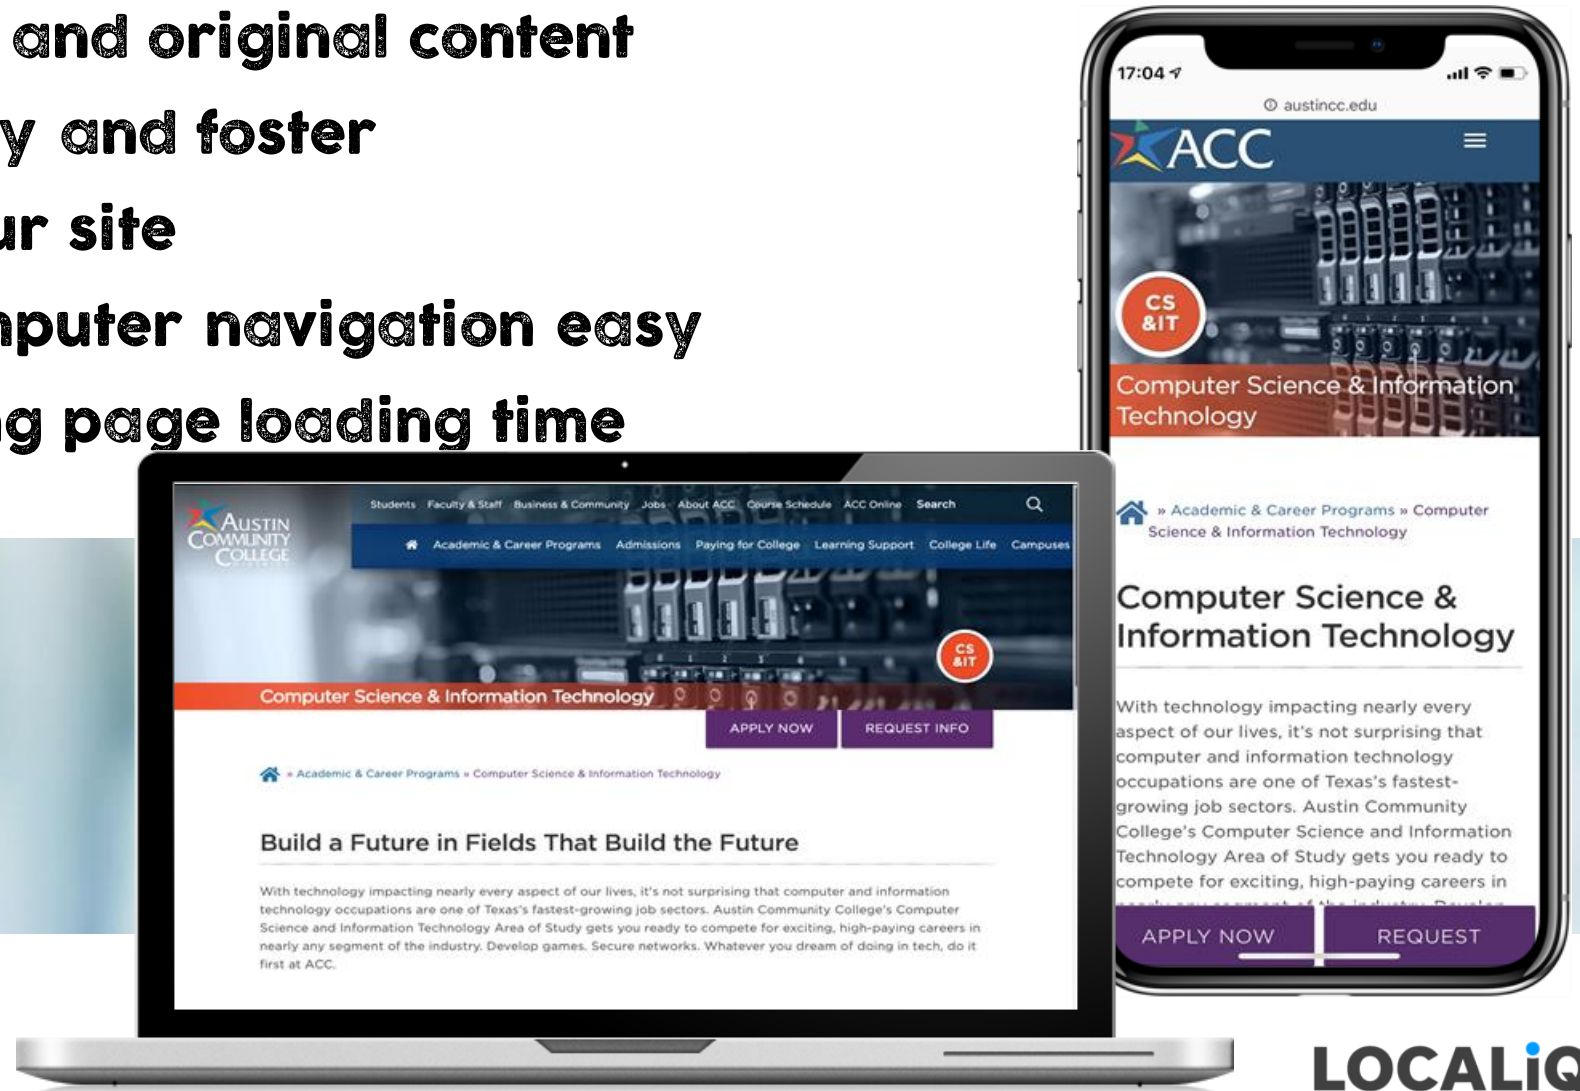 and original content
y and foster
ur site
nputer navigation easy
ng page loading time
17:04
austincc.edu
ACC
CS
&IT
Computer Science & Information
Technology
» Academic & Career Programs » Computer
Science & Information Technology
Computer Science &
Information Technology
With technology impacting nearly every
aspect of our lives, it's not surprising that
computer and information technology
occupations are one of Texas's fastest-
growing job sectors. Austin Community
College's Computer Science and Information
Technology Area of Study gets you ready to
compete for exciting, high-paying careers in
nearly any segment of the industry. Develop
APPLY NOW REQUEST
AUSTIN
COMMUNITY
COLLEGE
DISTRICT
Students Faculty & Staff Business & Community Jobs About ACC Course Schedule ACC Online Search
Academic & Career Programs Admissions Paying for College Learning Support College Life Campuses
CS
&IT
Computer Science & Information Technology
APPLY NOW REQUEST INFO
» Academic & Career Programs » Computer Science & Information Technology
Build a Future in Fields That Build the Future
With technology impacting nearly every aspect of our lives, it's not surprising that computer and information
technology occupations are one of Texas's fastest-growing job sectors. Austin Community College's Computer
Science and Information Technology Area of Study gets you ready to compete for exciting, high-paying careers in
nearly any segment of the industry. Develop games. Secure networks. Whatever you dream of doing in tech, do it
first at ACC.
LOCALiQ